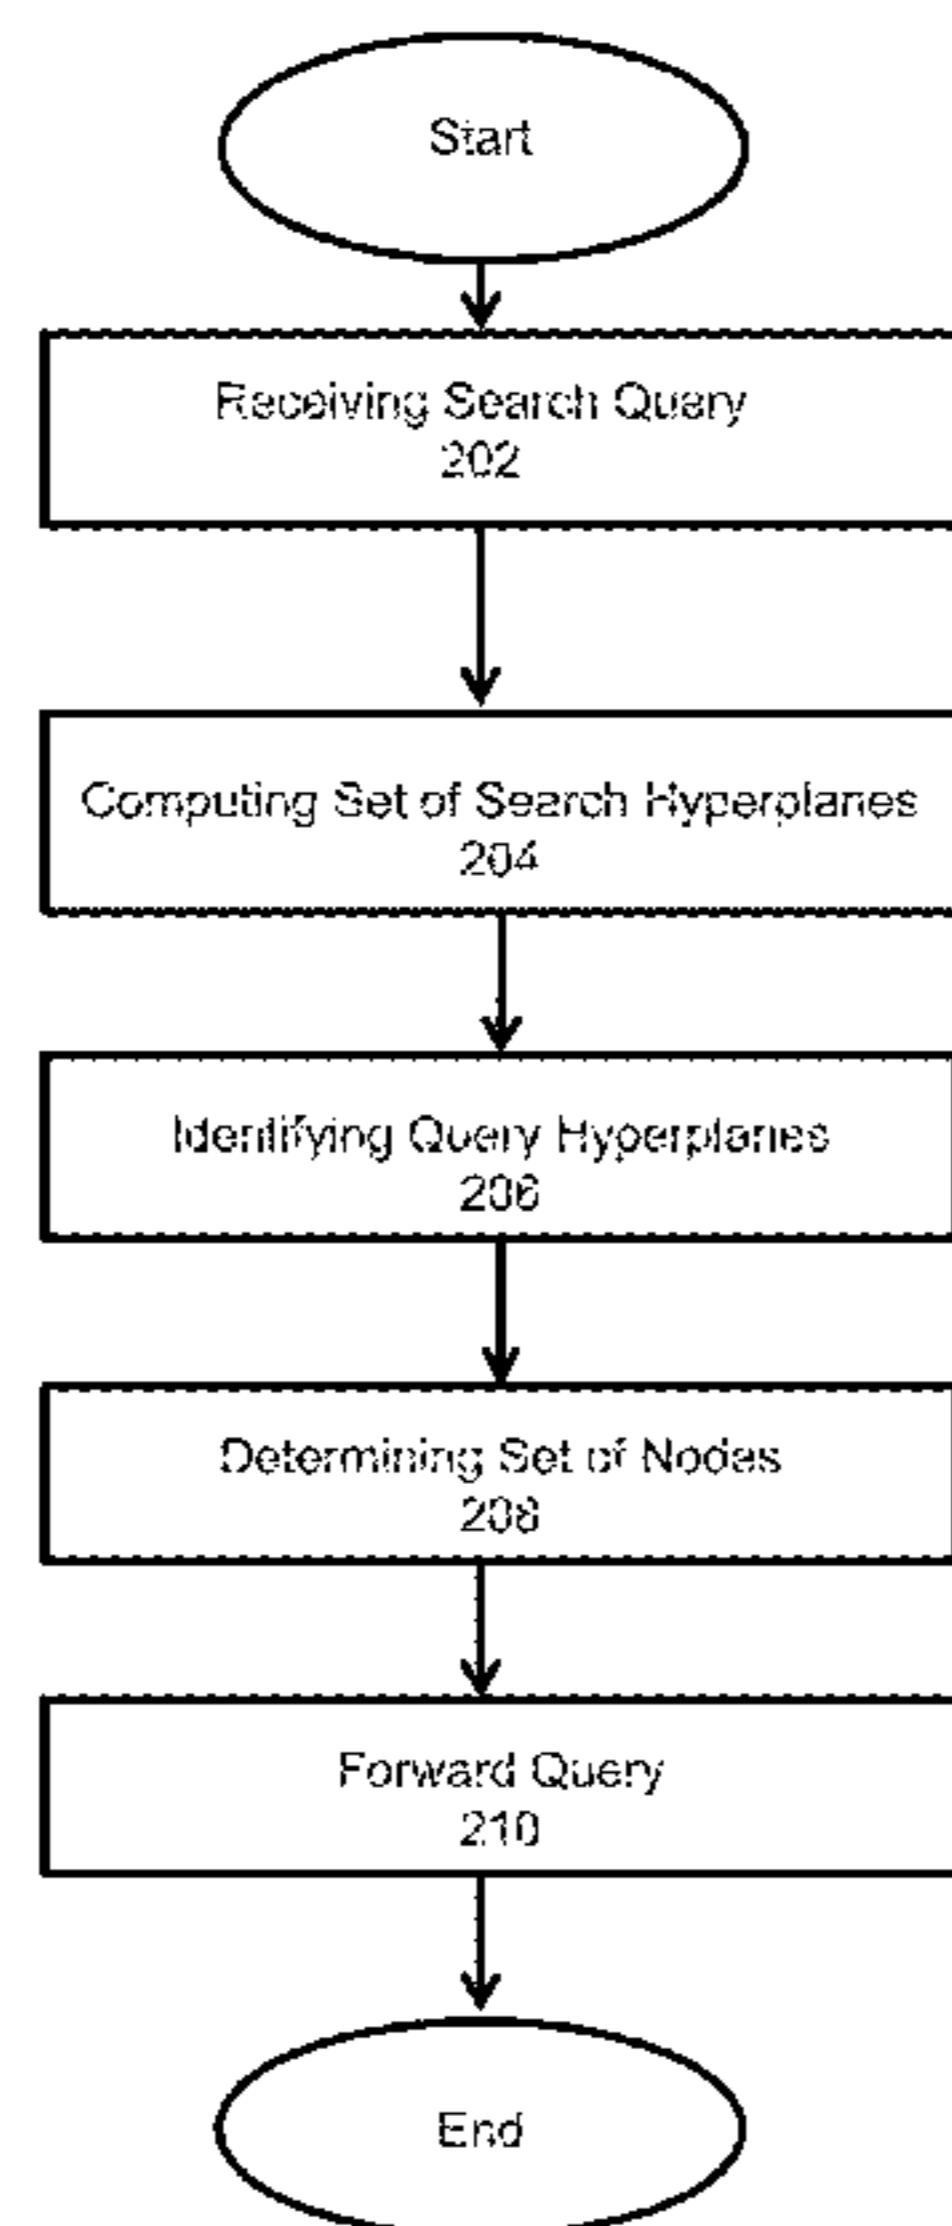 Start
Receiving Search Query
202
Computing Set of Search Hyperplanes
204
Identifying Query Hyperplanes
206
Determining Set of Nodes
208
Forward Query
210
End